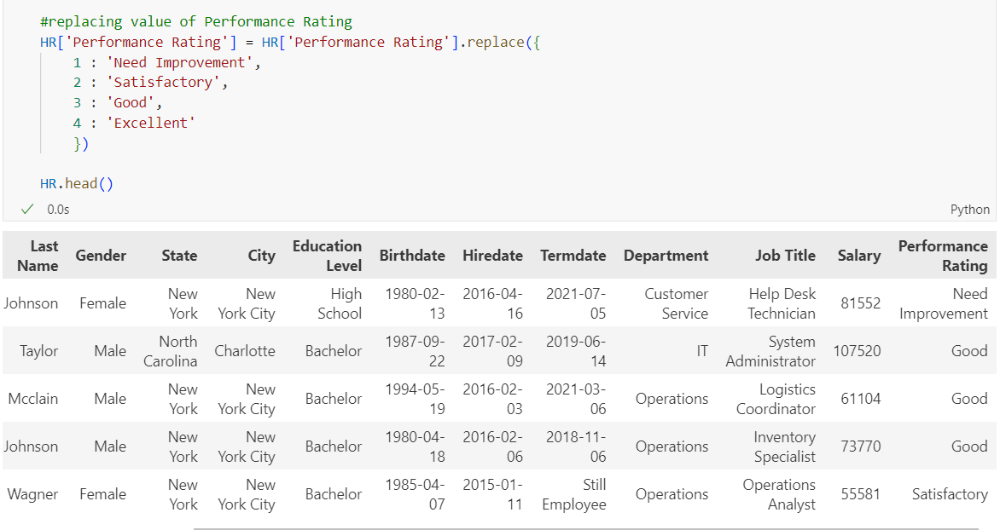 #replacing value of Performance Rating
HR['Performance Rating'] = HR['Performance Rating'].replace({
1 : 'Need Improvement',
2 : 'Satisfactory',
3 : 'Good',
4 : 'Excellent'
})
HR.head()
0.0s Python
Last Name Gender State City Education Level Birthdate Hiredate Termdate Department Job Title Salary Performance Rating
Johnson Female New York New York City High School 1980-02-13 2016-04-16 2021-07-05 Customer Service Help Desk Technician 81552 Need Improvement
Taylor Male North Carolina Charlotte Bachelor 1987-09-22 2017-02-09 2019-06-14 IT System Administrator 107520 Good
Mcclain Male New York New York City Bachelor 1994-05-19 2016-02-03 2021-03-06 Operations Logistics Coordinator 61104 Good
Johnson Male New York New York City Bachelor 1980-04-18 2016-02-06 2018-11-06 Operations Inventory Specialist 73770 Good
Wagner Female New York New York City Bachelor 1985-04-07 2015-01-11 Still Employee Operations Operations Analyst 55581 Satisfactory